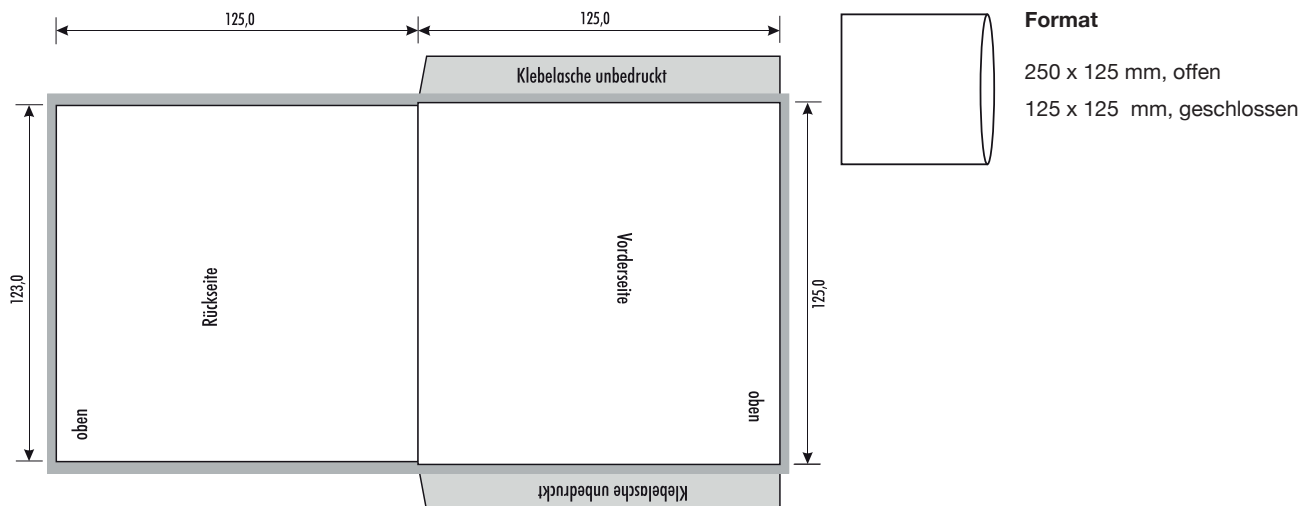 125,0
125,0
Format
Klebelasche unbedruckt
250 x 125 mm, offen
125 x 125 mm, geschlossen
123,0
Rückseite
Vorderseite
125,0
oben
oben
Klebelasche unbedruckt